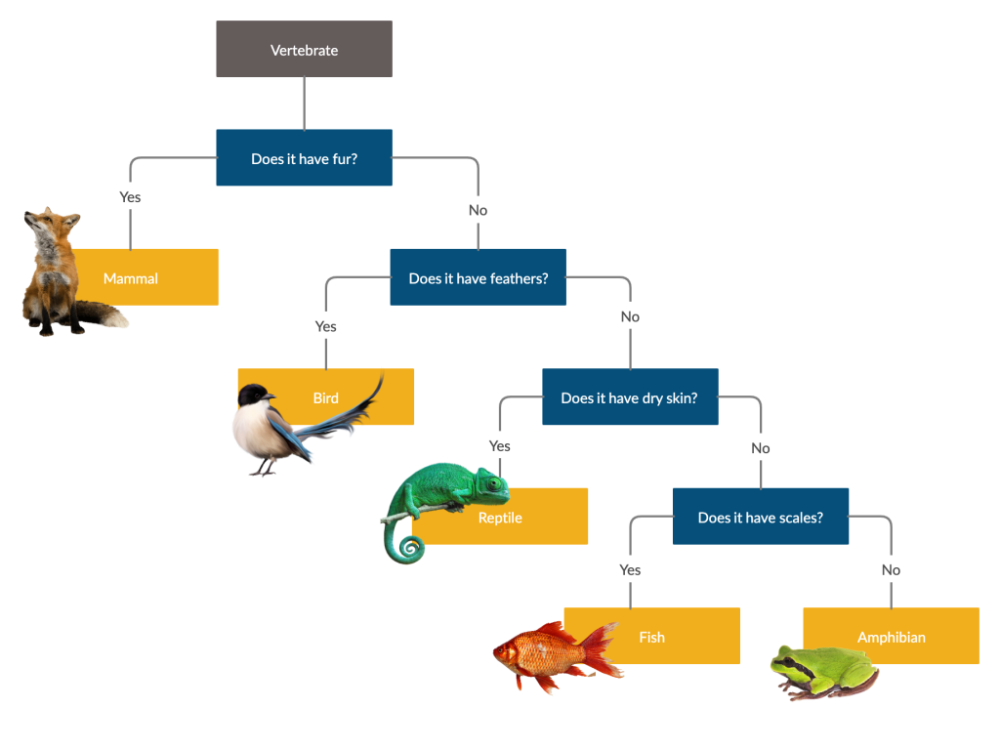 Vertebrate
Does it have fur?
Yes
No
Mammal
Does it have feathers?
Yes
No
Bird
Does it have dry skin?
Yes
No
Reptile
Does it have scales?
Yes
No
Fish
Amphibian